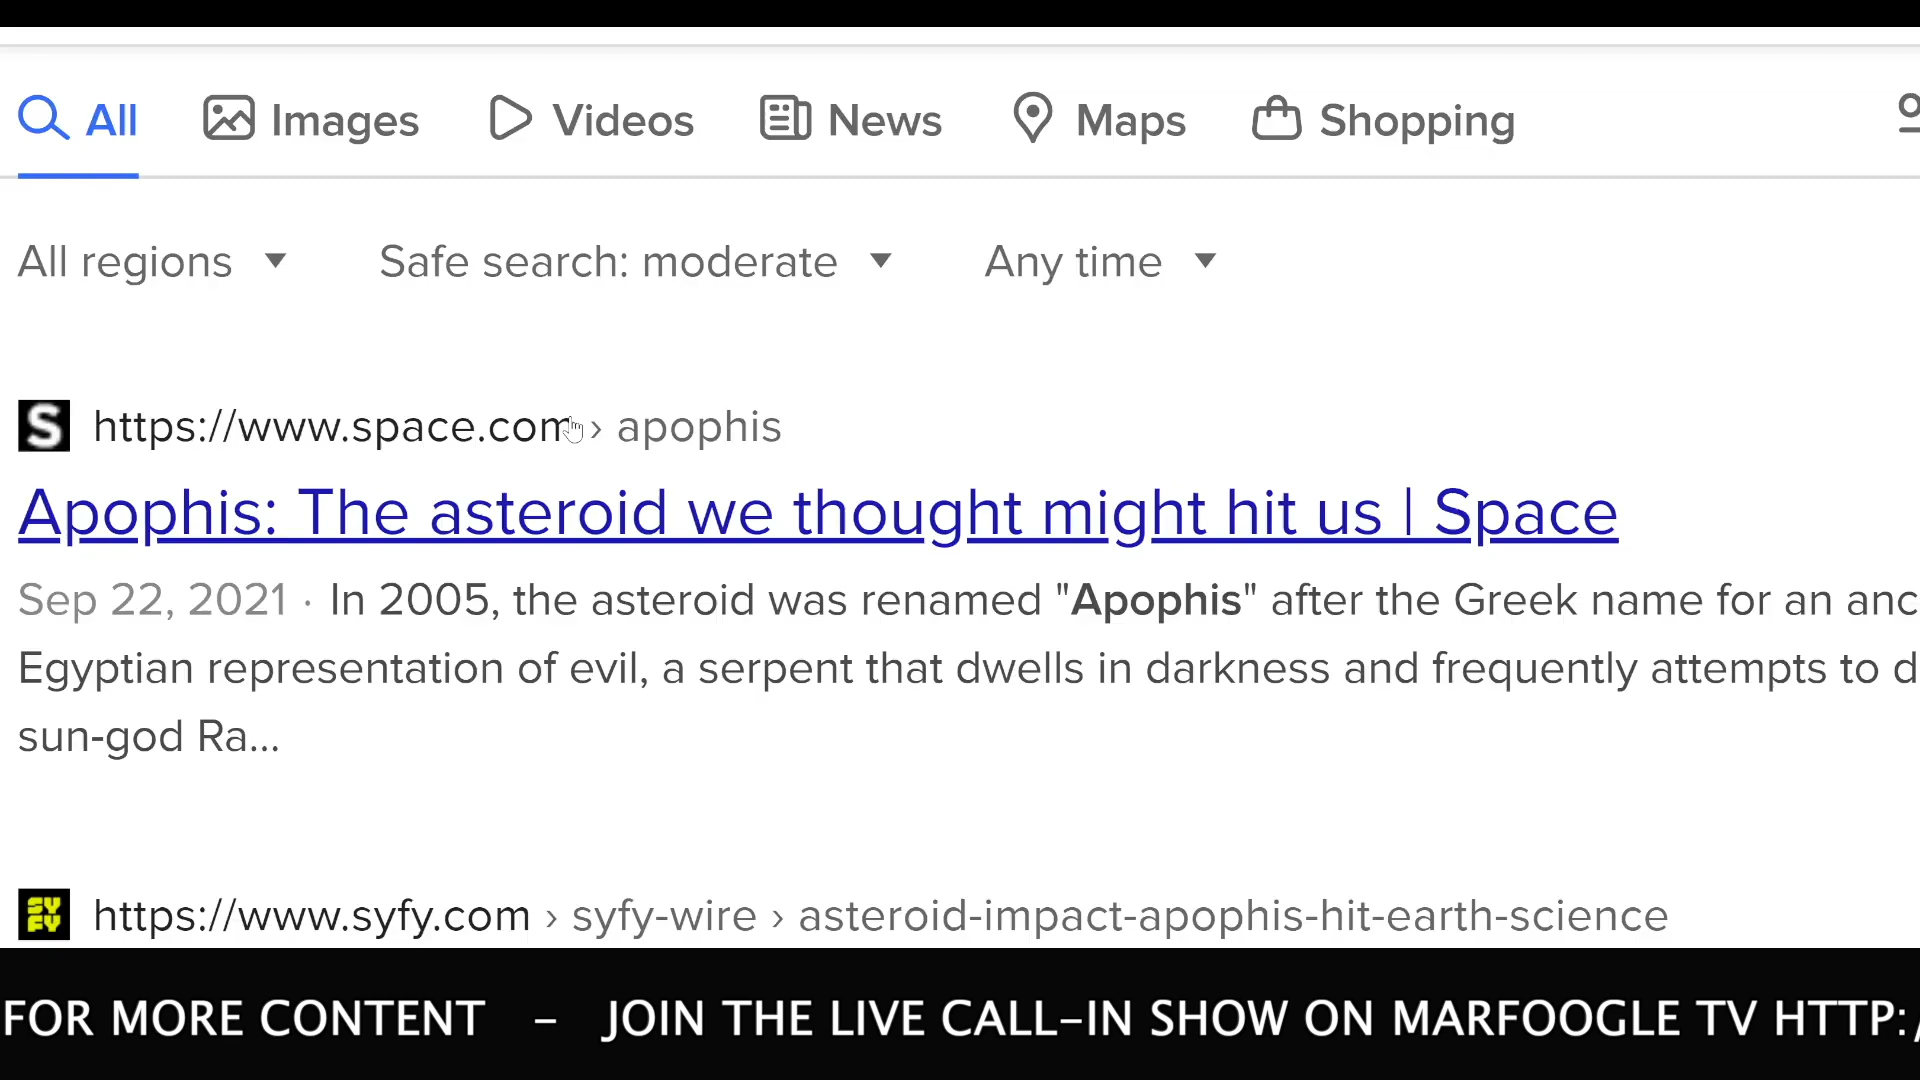 All Images Videos News Maps Shopping
All regions Safe search: moderate Any time
https://www.space.com › apophis
Apophis: The asteroid we thought might hit us | Space
Sep 22, 2021 · In 2005, the asteroid was renamed "Apophis" after the Greek name for an anc
Egyptian representation of evil, a serpent that dwells in darkness and frequently attempts to d
sun-god Ra...
SYFY https://www.syfy.com › syfy-wire › asteroid-impact-apophis-hit-earth-science
FOR MORE CONTENT – JOIN THE LIVE CALL-IN SHOW ON MARFOOGLE TV HTTP:/